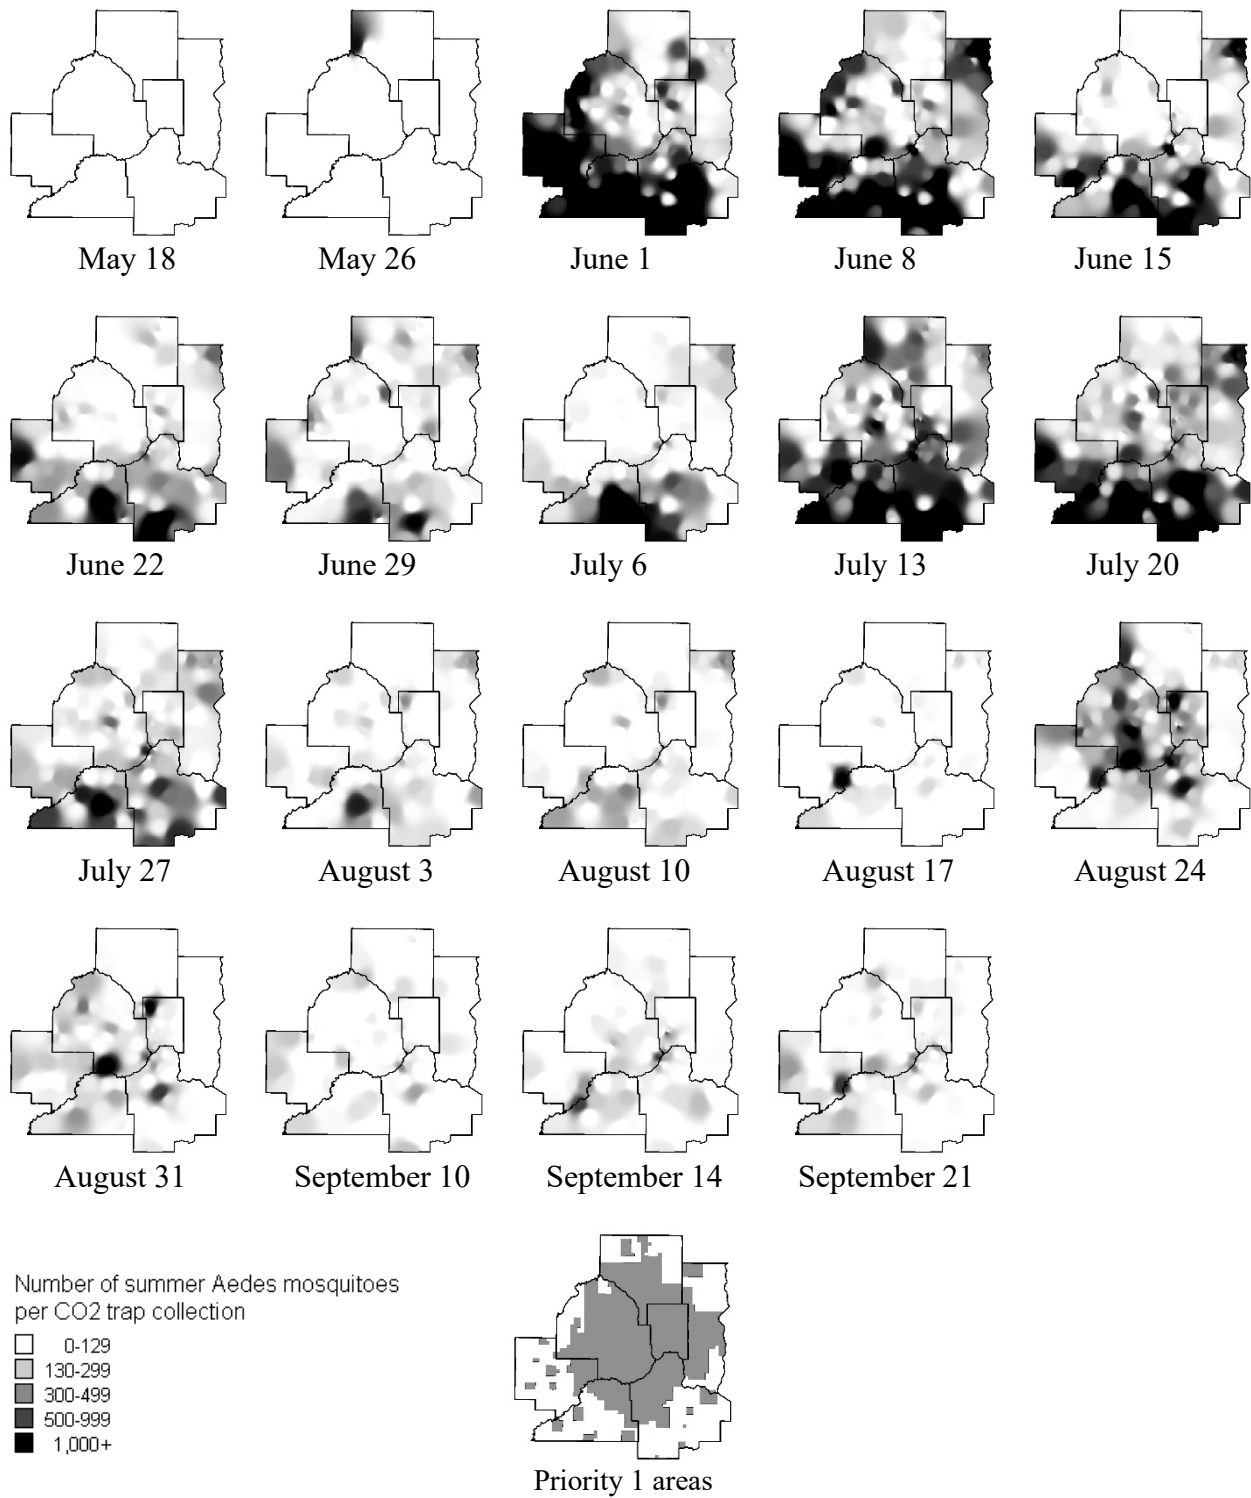 May 18
May 26
June 1
June 8
June 15
June 22
June 29
July 6
July 13
July 20
July 27
August 3
August 10
August 17
August 24
August 31
September 10
September 14
September 21
Number of summer Aedes mosquitoes
per CO2 trap collection
0-129
130-299
300-499
500-999
1,000+
Priority 1 areas